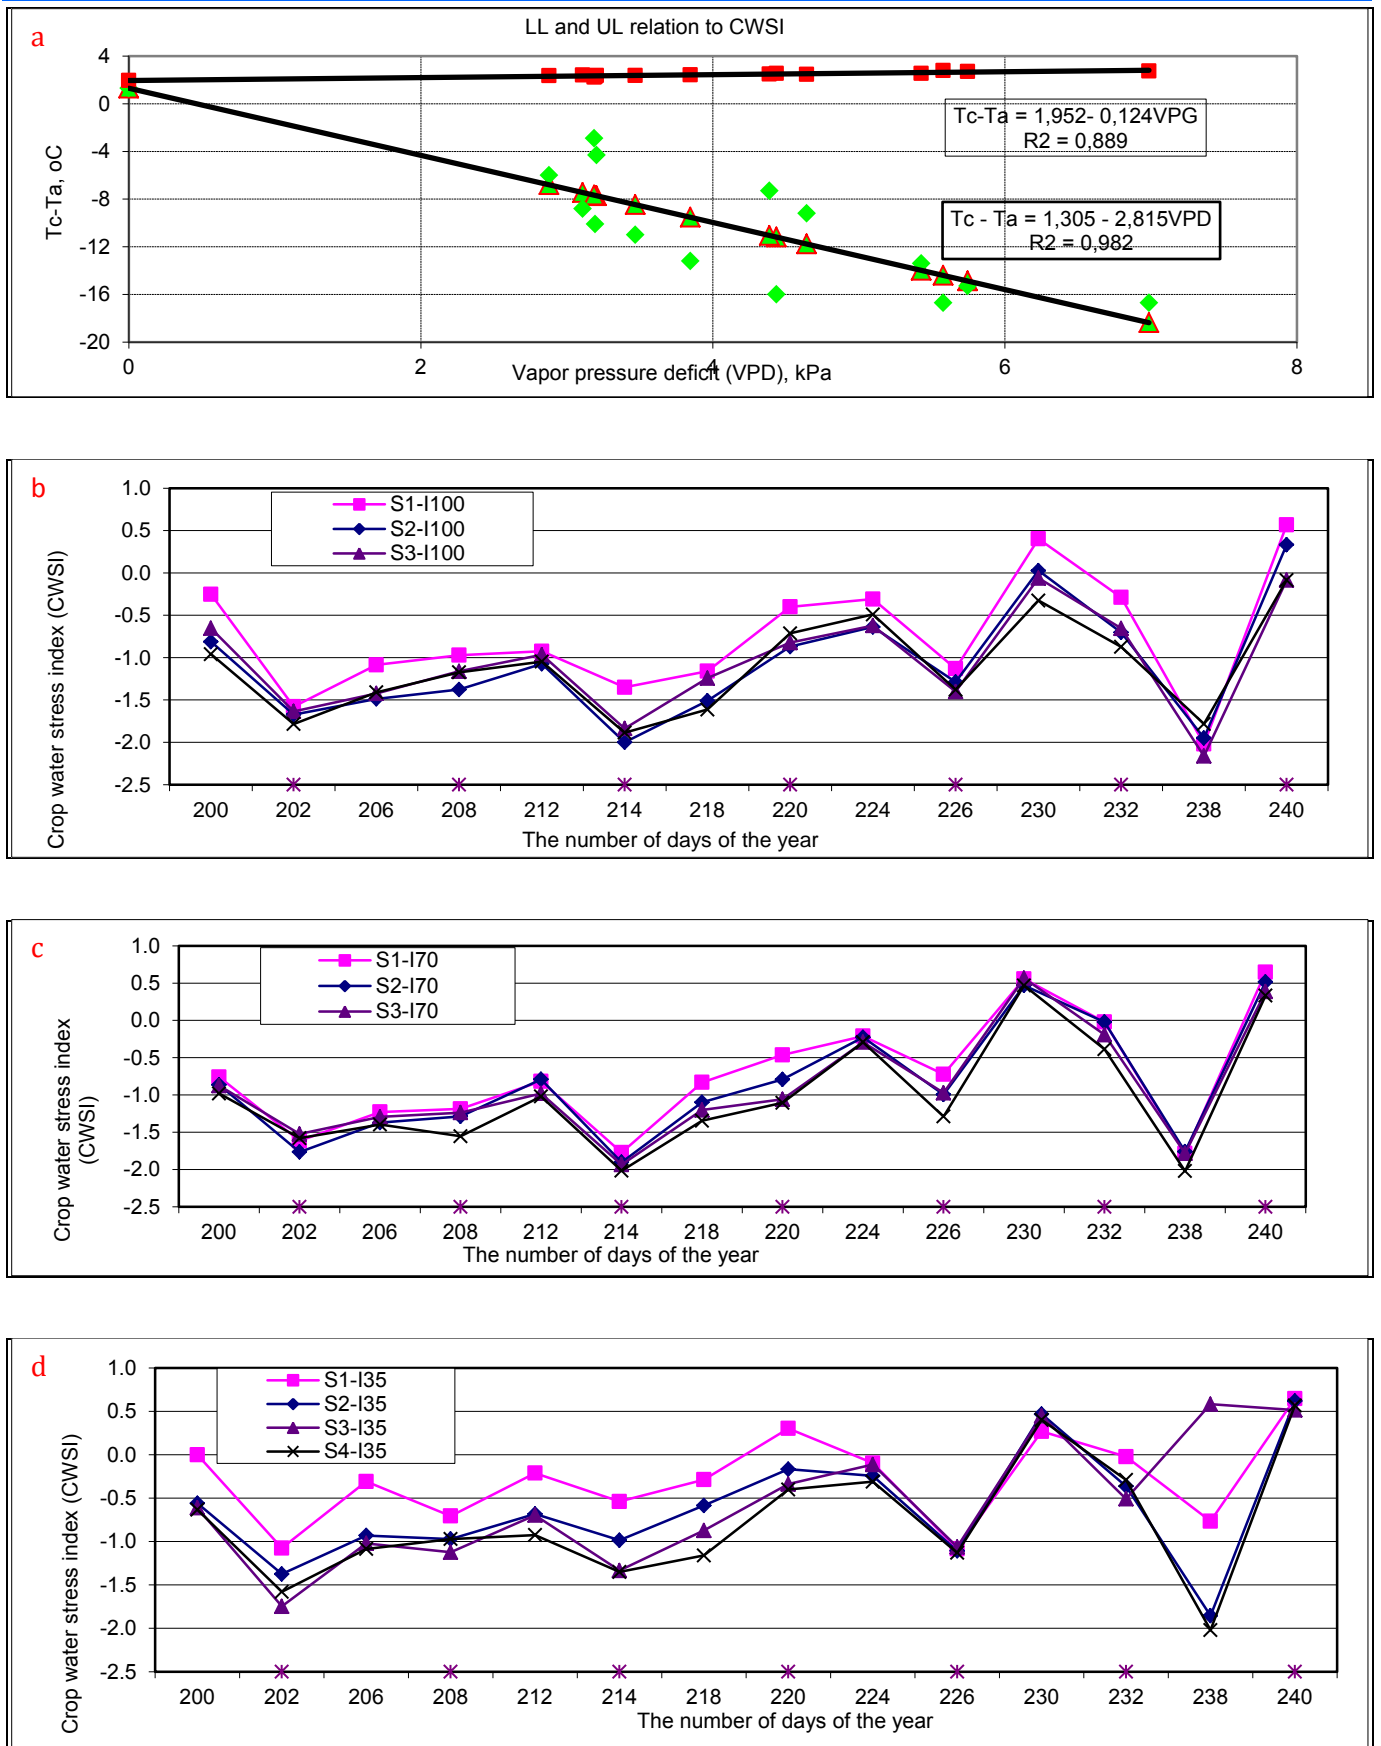 a
LL and UL relation to CWSI
4
0
-4
-8
-12
-16
-20
Tc-Ta, oC
Tc-Ta = 1,952- 0,124VPG
R2 = 0,889
Tc - Ta = 1,305 - 2,815VPD
R2 = 0,982
0 2 4 6 8
Vapor pressure deficit (VPD), kPa
b
1.0
0.5
0.0
-0.5
-1.0
-1.5
-2.0
-2.5
Crop water stress index (CWSI)
S1-I100
S2-I100
S3-I100
200 202 206 208 212 214 218 220 224 226 230 232 238 240
The number of days of the year
c
1.0
0.5
0.0
-0.5
-1.0
-1.5
-2.0
-2.5
Crop water stress index
(CWSI)
S1-I70
S2-I70
S3-I70
200 202 206 208 212 214 218 220 224 226 230 232 238 240
The number of days of the year
d
1.0
0.5
0.0
-0.5
-1.0
-1.5
-2.0
-2.5
Crop water stress index (CWSI)
S1-I35
S2-I35
S3-I35
S4-I35
200 202 206 208 212 214 218 220 224 226 230 232 238 240
The number of days of the year